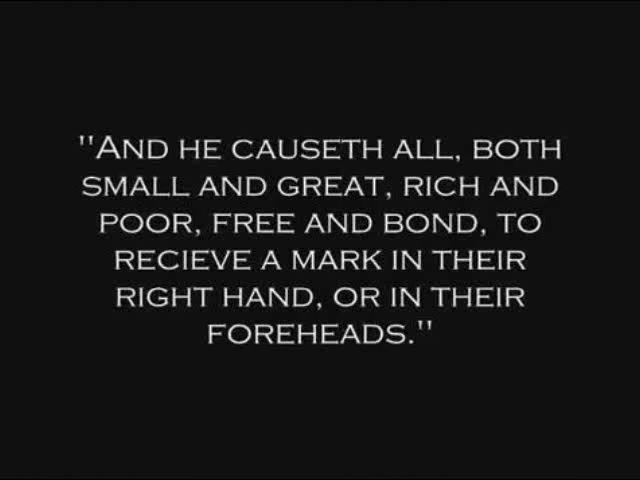 "AND HE CAUSETH ALL, BOTH
SMALL AND GREAT, RICH AND
POOR, FREE AND BOND, TO
RECIEVE A MARK IN THEIR
RIGHT HAND, OR IN THEIR
FOREHEADS."